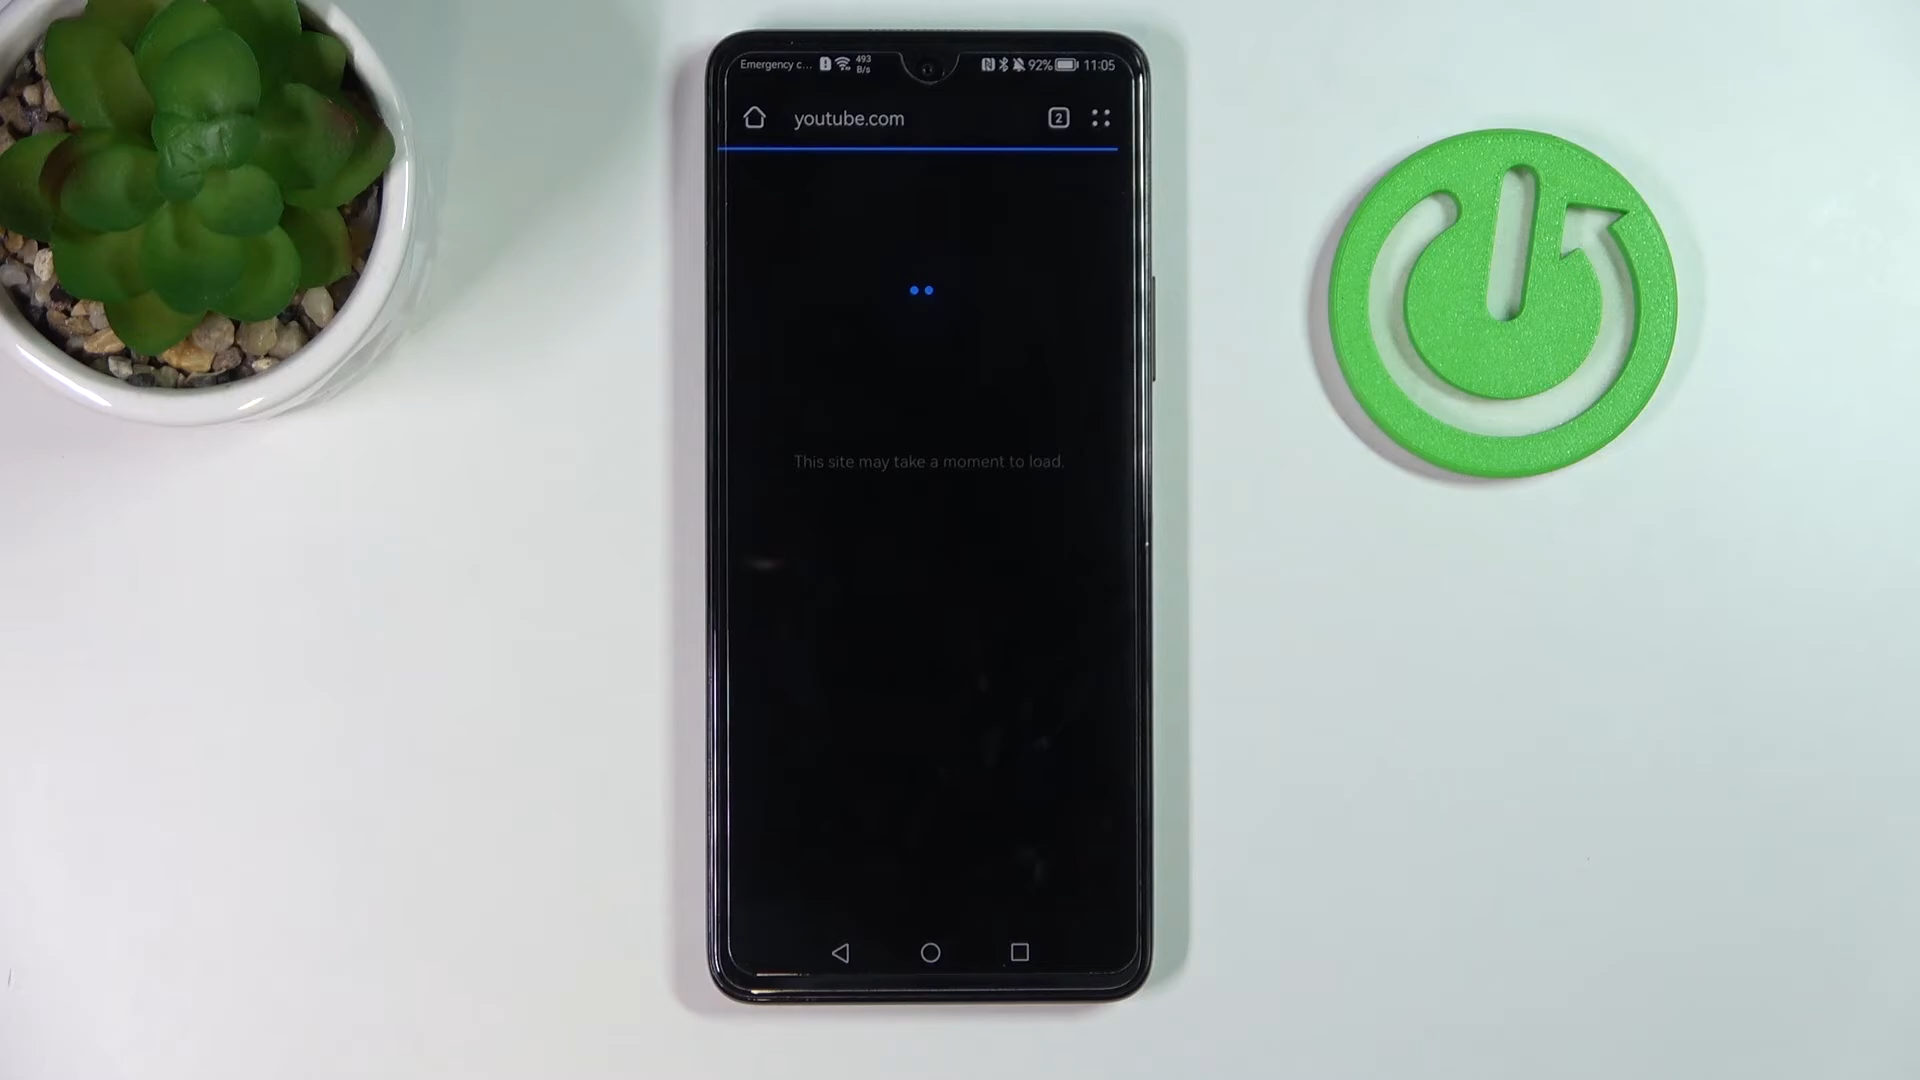 Emergency c... 493 B/s 92% 11:05
youtube.com 2
This site may take a moment to load.